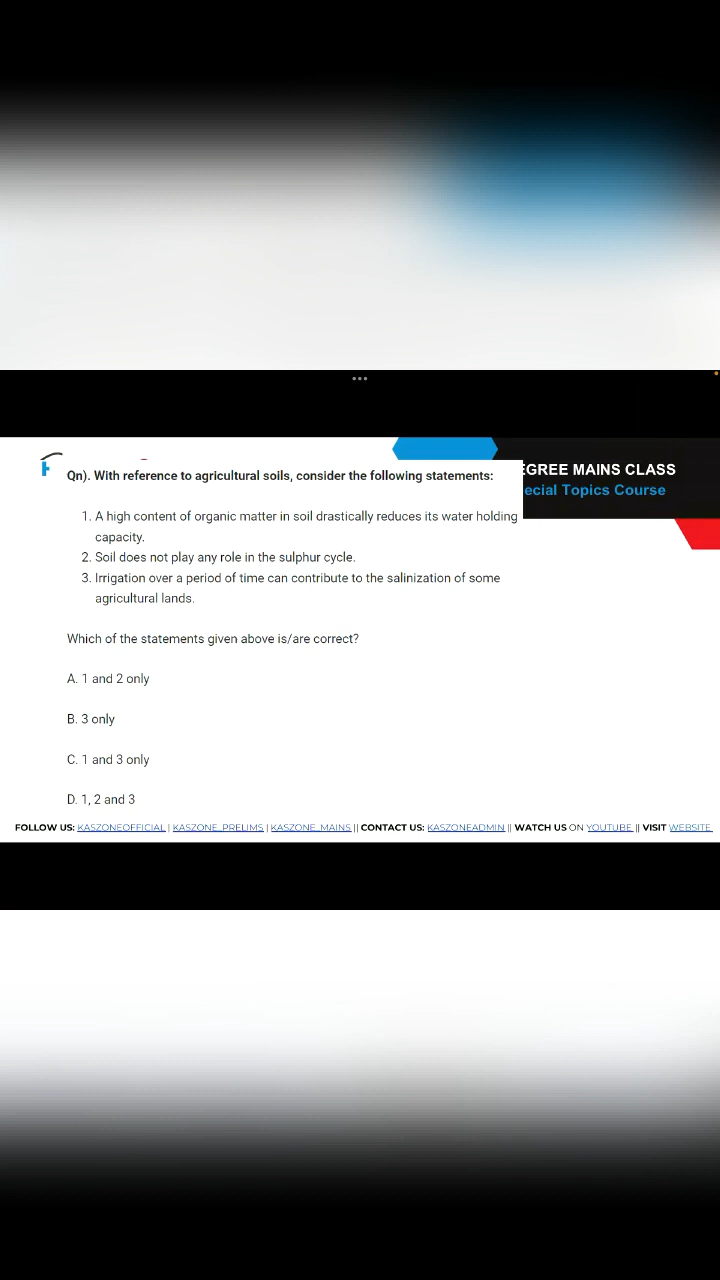 EGREE MAINS CLASS
ecial Topics Course
Qn). With reference to agricultural soils, consider the following statements:
1. A high content of organic matter in soil drastically reduces its water holding
capacity.
2. Soil does not play any role in the sulphur cycle.
3. Irrigation over a period of time can contribute to the salinization of some
agricultural lands.
Which of the statements given above is/are correct?
A. 1 and 2 only
B. 3 only
C. 1 and 3 only
D. 1, 2 and 3
FOLLOW US: KASZONEOFFICIAL | KASZONE_PRELIMS | KASZONE_MAINS || CONTACT US: KASZONEADMIN || WATCH US ON YOUTUBE || VISIT WEBSITE